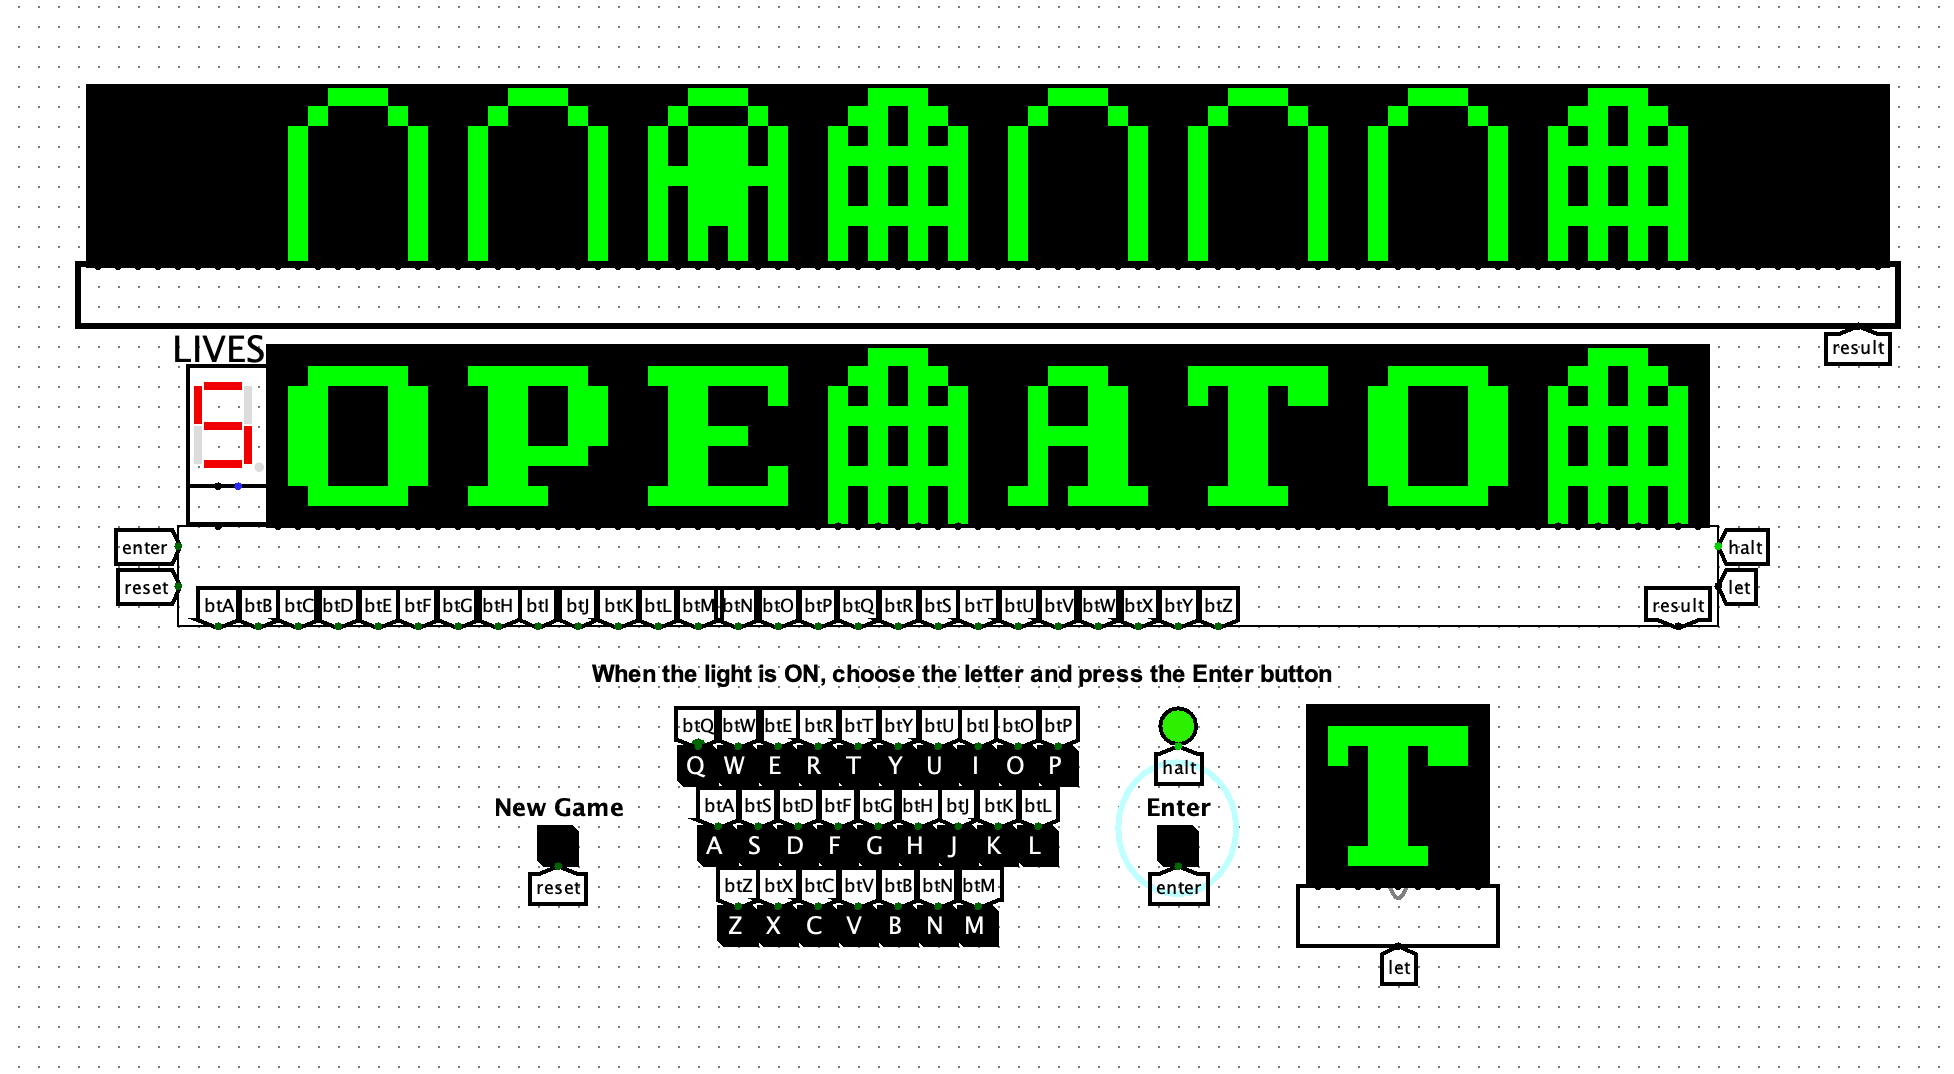 result
LIVES
5 OPE ATO
enter halt
reset let
btA btB btC btD btE btF btG btH btI btJ btK btL btM btN btO btP btQ btR btS btT btU btV btW btX btY btZ result
When the light is ON, choose the letter and press the Enter button
btQ btW btE btR btT btY btU btI btO btP
Q W E R T Y U I O P halt
T
btA btS btD btF btG btH btJ btK btL
New Game Enter
A S D F G H J K L
reset btZ btX btC btV btB btN btM enter
Z X C V B N M
let